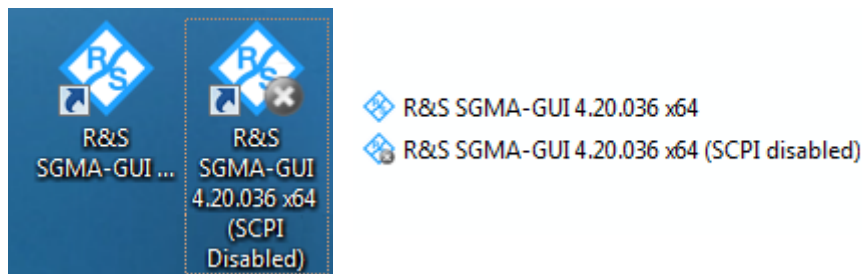 R&S
SGMA-GUI ...
R&S
SGMA-GUI
4.20.036 x64
(SCPI
Disabled)
R&S SGMA-GUI 4.20.036 x64
R&S SGMA-GUI 4.20.036 x64 (SCPI disabled)